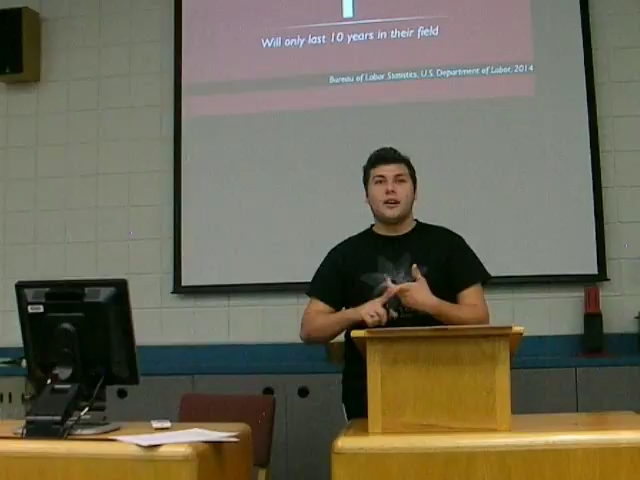 Will only last 10 years in their field
Bureau of Labor Statistics, U.S. Department of Labor, 2014